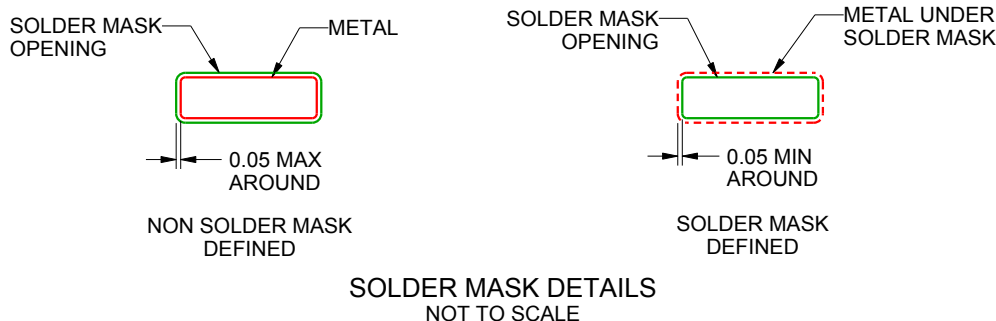 SOLDER MASK
OPENING
METAL
0.05 MAX
AROUND
NON SOLDER MASK
DEFINED
SOLDER MASK
OPENING
METAL UNDER
SOLDER MASK
0.05 MIN
AROUND
SOLDER MASK
DEFINED
SOLDER MASK DETAILS
NOT TO SCALE